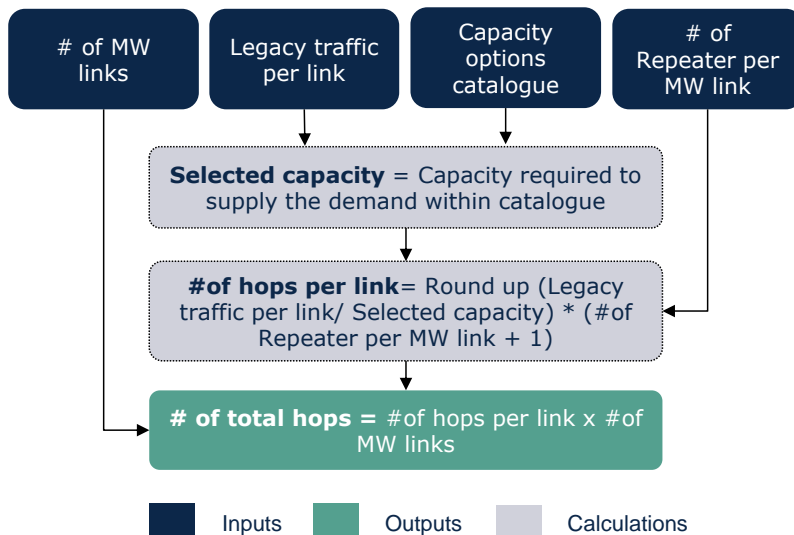 # of MW
links
Legacy traffic
per link
Capacity
options
catalogue
# of
Repeater per
MW link
Selected capacity = Capacity required to
supply the demand within catalogue
#of hops per link= Round up (Legacy
traffic per link/ Selected capacity) * (#of
Repeater per MW link + 1)
# of total hops = #of hops per link x #of
MW links
Inputs
Outputs
Calculations